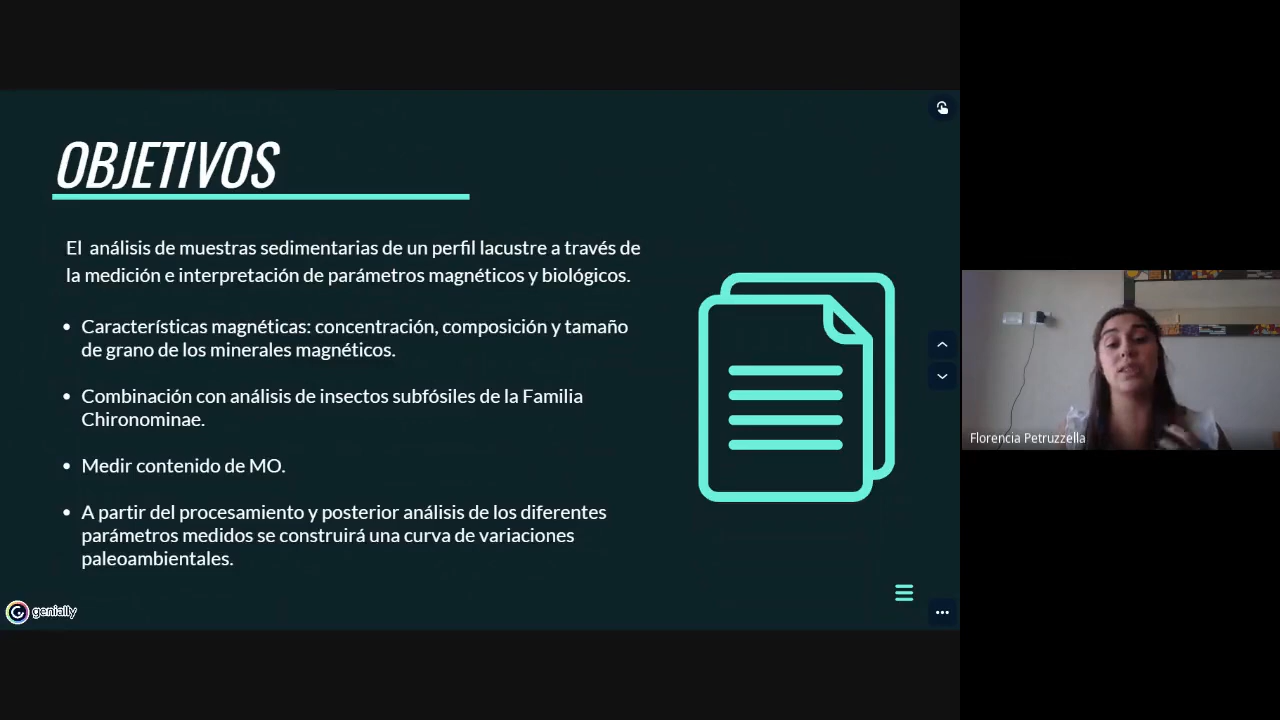 OBJETIVOS
El análisis de muestras sedimentarias de un perfil lacustre a través de
la medición e interpretación de parámetros magnéticos y biológicos.
• Características magnéticas: concentración, composición y tamaño
de grano de los minerales magnéticos.
• Combinación con análisis de insectos subfósiles de la Familia
Chironominae.
• Medir contenido de MO.
• A partir del procesamiento y posterior análisis de los diferentes
parámetros medidos se construirá una curva de variaciones
paleoambientales.
genially
Florencia Petruzzella